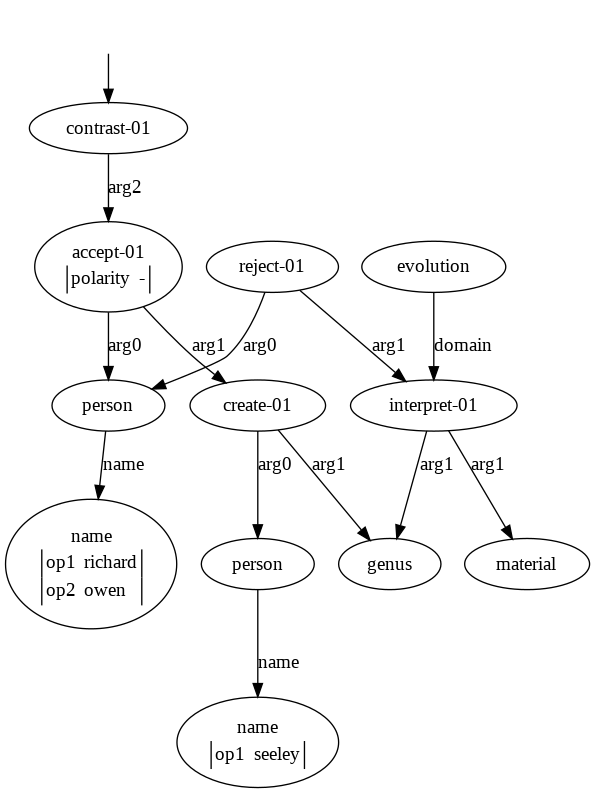 contrast-01
arg2
accept-01
polarity -
reject-01
evolution
arg0
arg1
arg0
arg1
domain
person
create-01
interpret-01
name
arg0
arg1
arg1
arg1
name
op1 richard
op2 owen
person
genus
material
name
name
op1 seeley